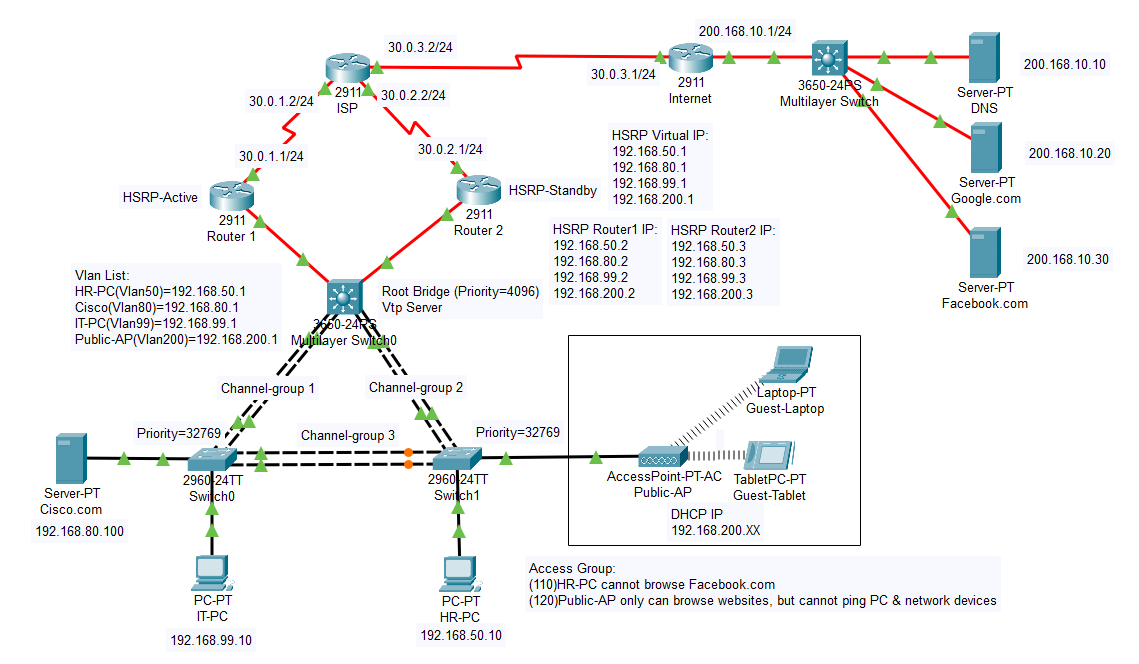 30.0.3.2/24
200.168.10.1/24
2911
ISP
30.0.3.1/24
2911
Internet
3650-24PS
Multilayer Switch
Server-PT
DNS
200.168.10.10
30.0.1.2/24
30.0.2.2/24
30.0.1.1/24
30.0.2.1/24
HSRP Virtual IP:
192.168.50.1
192.168.80.1
192.168.99.1
192.168.200.1
Server-PT
Google.com
200.168.10.20
HSRP-Active
2911
Router 1
2911
Router 2
HSRP-Standby
HSRP Router1 IP:
192.168.50.2
192.168.80.2
192.168.99.2
192.168.200.2
HSRP Router2 IP:
192.168.50.3
192.168.80.3
192.168.99.3
192.168.200.3
Server-PT
Facebook.com
200.168.10.30
Vlan List:
HR-PC(Vlan50)=192.168.50.1
Cisco(Vlan80)=192.168.80.1
IT-PC(Vlan99)=192.168.99.1
Public-AP(Vlan200)=192.168.200.1
3650-24PS
Multilayer Switch0
Root Bridge (Priority=4096)
Vtp Server
Channel-group 1
Channel-group 2
Priority=32769
Channel-group 3
Priority=32769
Server-PT
Cisco.com
192.168.80.100
2960-24TT
Switch0
2960-24TT
Switch1
Laptop-PT
Guest-Laptop
AccessPoint-PT-AC
Public-AP
TabletPC-PT
Guest-Tablet
DHCP IP
192.168.200.XX
PC-PT
IT-PC
192.168.99.10
PC-PT
HR-PC
192.168.50.10
Access Group:
(110)HR-PC cannot browse Facebook.com
(120)Public-AP only can browse websites, but cannot ping PC & network devices